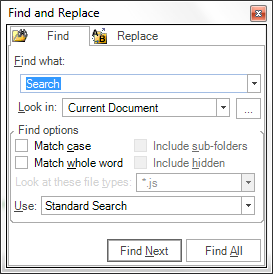 Find and Replace
Find Replace
Find what:
Search
Look in: Current Document ...
Find options
Match case Include sub-folders
Match whole word Include hidden
Look at these file types: *.js
Use: Standard Search
Find Next Find All